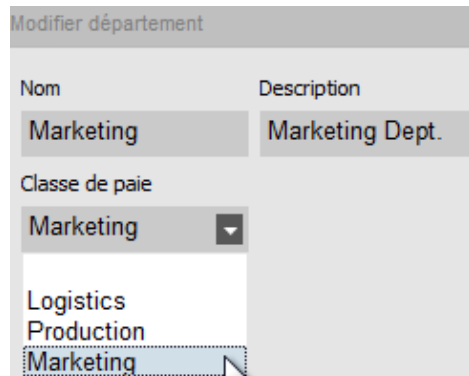 Modifier département
Nom Description
Marketing Marketing Dept.
Classe de paie
Marketing
Logistics
Production
Marketing